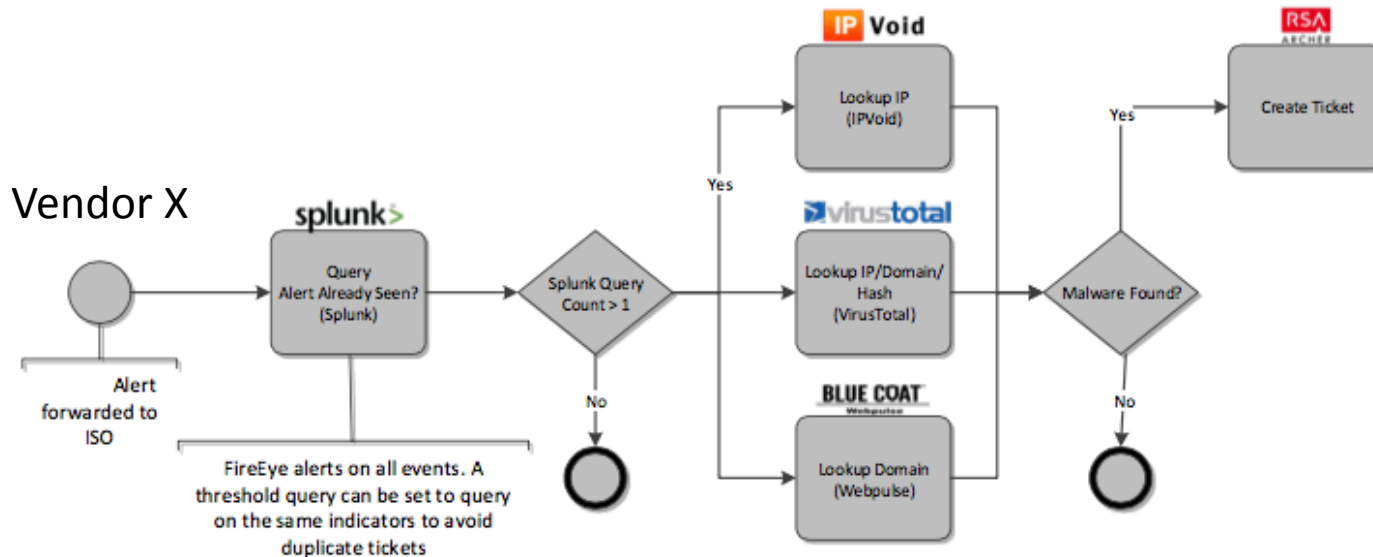 IP Void
RSA
ARCHER
Lookup IP
(IPVoid)
Create Ticket
Yes
Yes
Vendor X
splunk>
virustotal
Query
Alert Already Seen?
(Splunk)
Splunk Query
Count > 1
Lookup IP/Domain/
Hash
(VirusTotal)
Malware Found?
Alert
forwarded to
ISO
No
BLUE COAT
Webpulse
No
Lookup Domain
(Webpulse)
FireEye alerts on all events. A
threshold query can be set to query
on the same indicators to avoid
duplicate tickets